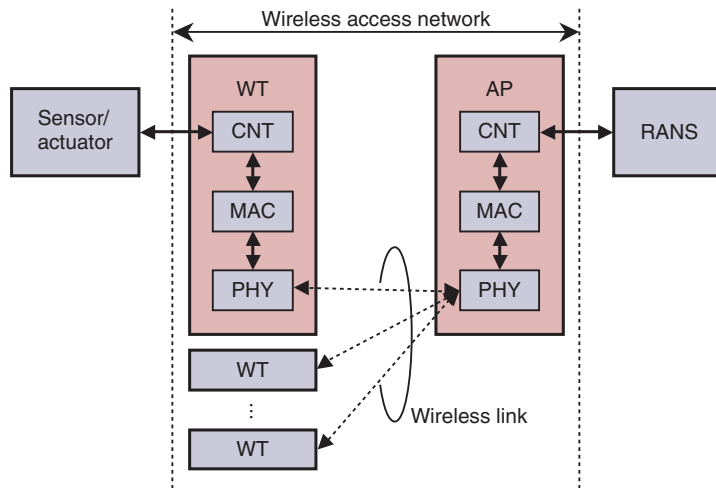 Wireless access network
WT
AP
Sensor/
actuator
CNT
CNT
RANS
MAC
MAC
PHY
PHY
WT
...
WT
Wireless link